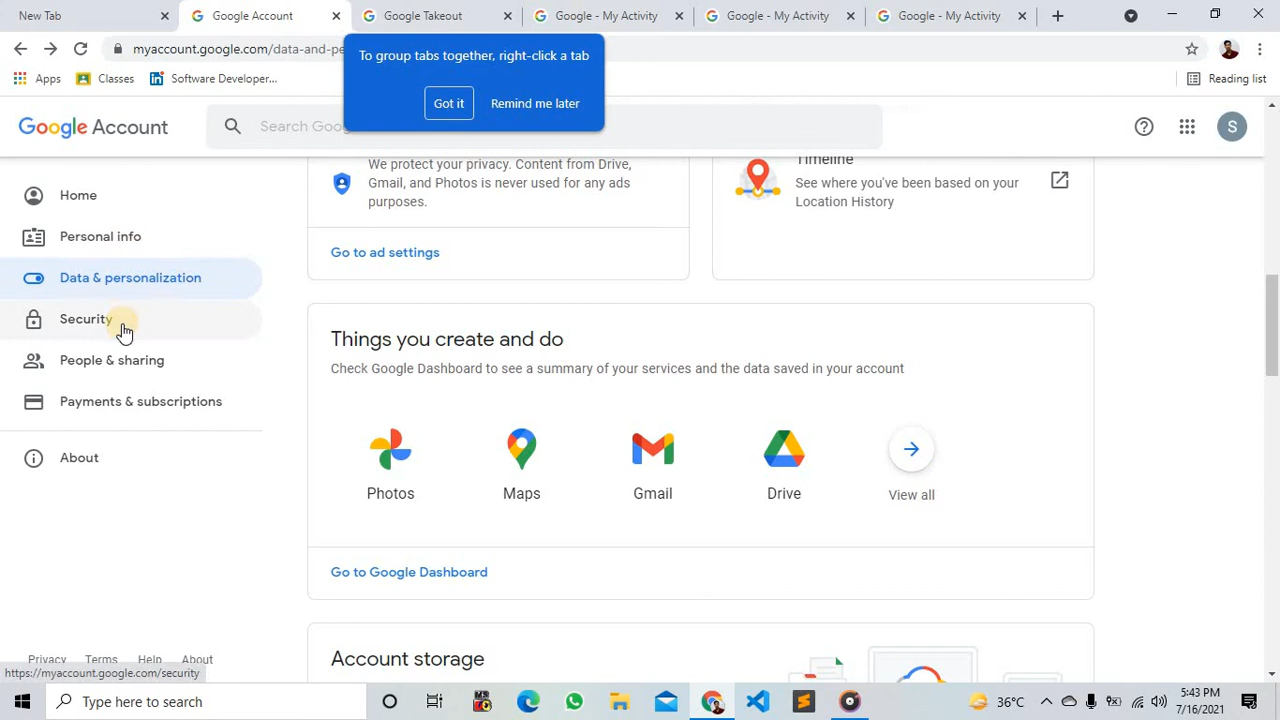 New Tab
Google Account
Google Takeout
Google - My Activity
Google - My Activity
Google - My Activity
myaccount.google.com/data-and-pe
To group tabs together, right-click a tab
Got it
Remind me later
Apps
Classes
Software Developer...
Reading list
Google Account
Search Goo
S
Home
Personal info
Data & personalization
Security
People & sharing
Payments & subscriptions
About
We protect your privacy. Content from Drive,
Gmail, and Photos is never used for any ads
purposes.
Go to ad settings
Timeline
See where you've been based on your
Location History
Things you create and do
Check Google Dashboard to see a summary of your services and the data saved in your account
Photos
Maps
Gmail
Drive
View all
Go to Google Dashboard
Account storage
Privacy
Terms
Help
About
https://myaccount.google.com/security
Type here to search
36°C
5:43 PM
7/16/2021